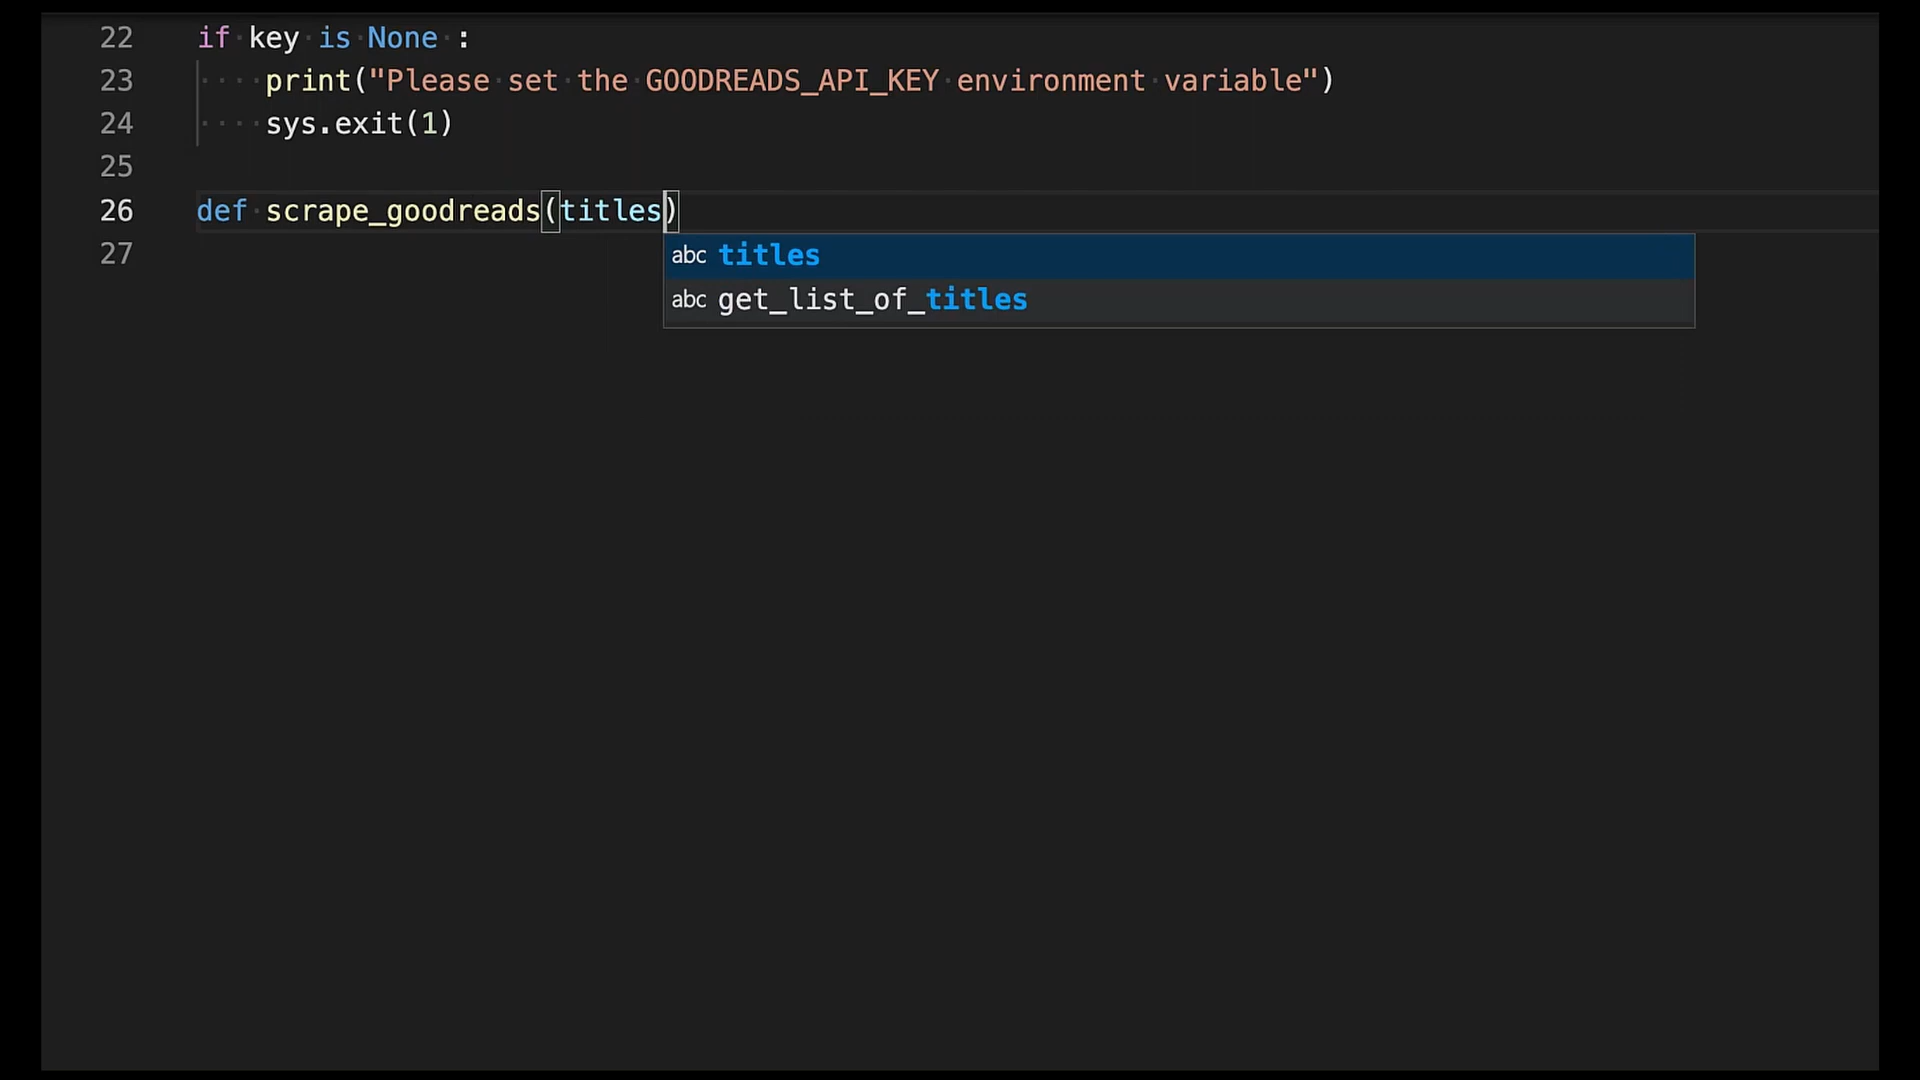 22 if key is None :
23 print("Please set the GOODREADS_API_KEY environment variable")
24 sys.exit(1)
25
26 def scrape_goodreads(titles)
27
abc titles
abc get_list_of_titles